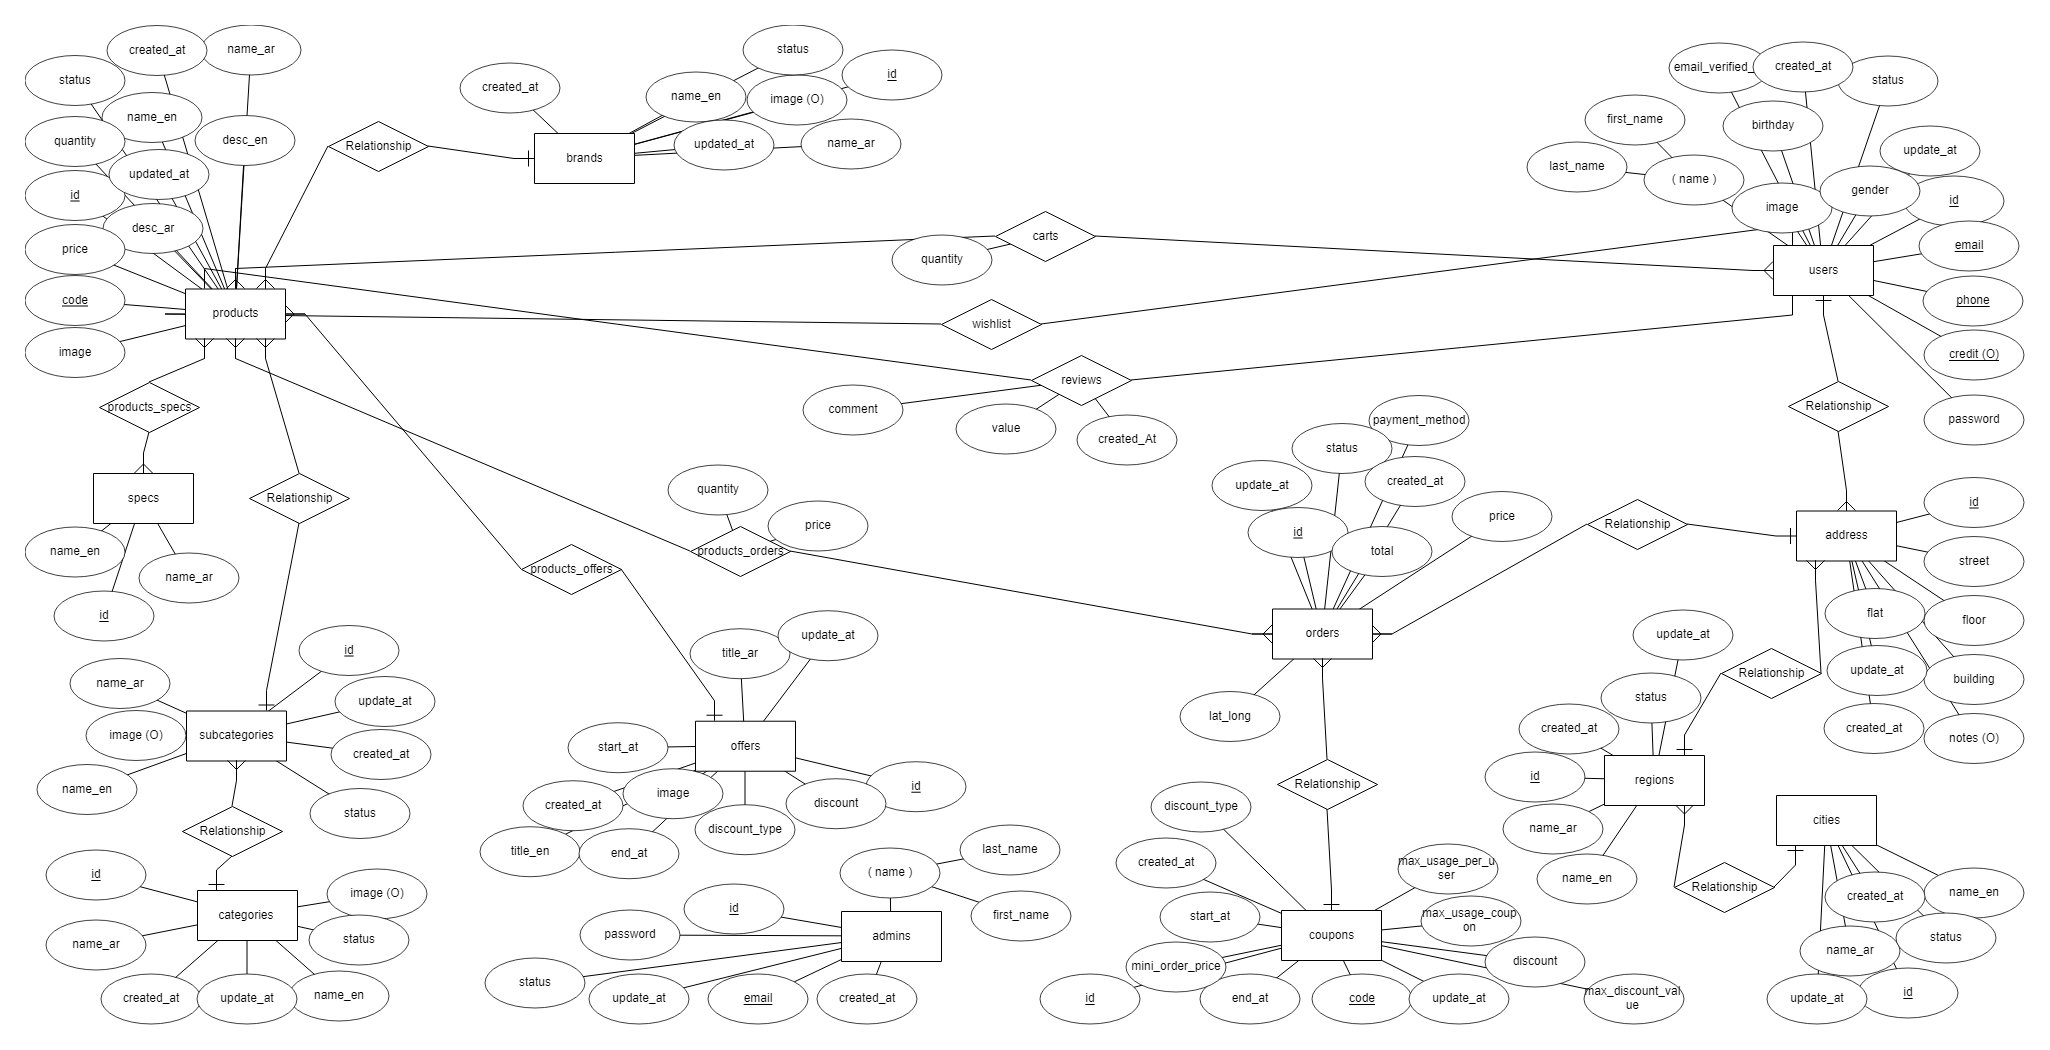 created_at
name_ar
status
name_en
quantity
desc_en
updated_at
id
desc_ar
price
code
products
image
Relationship
created_at
status
id
name_en
image (O)
updated_at
name_ar
brands
carts
quantity
wishlist
reviews
comment
value
created_At
email_verified_
created_at
status
first_name
birthday
update_at
last_name
( name )
gender
image
id
email
users
phone
credit (O)
password
Relationship
products_specs
specs
name_en
name_ar
id
Relationship
id
name_ar
update_at
image (O)
subcategories
created_at
name_en
status
Relationship
id
image (O)
categories
name_ar
status
created_at
update_at
name_en
quantity
price
products_orders
products_offers
title_ar
update_at
start_at
offers
created_at
image
id
discount
discount_type
title_en
end_at
( name )
last_name
first_name
id
password
admins
status
update_at
email
created_at
payment_method
status
update_at
created_at
id
price
total
orders
lat_long
Relationship
address
id
street
flat
floor
update_at
building
created_at
notes (O)
Relationship
update_at
status
created_at
id
regions
name_ar
name_en
Relationship
cities
created_at
name_en
name_ar
status
update_at
id
Relationship
discount_type
created_at
max_usage_per_u
ser
start_at
max_usage_coup
on
coupons
mini_order_price
discount
id
end_at
code
update_at
max_discount_val
ue